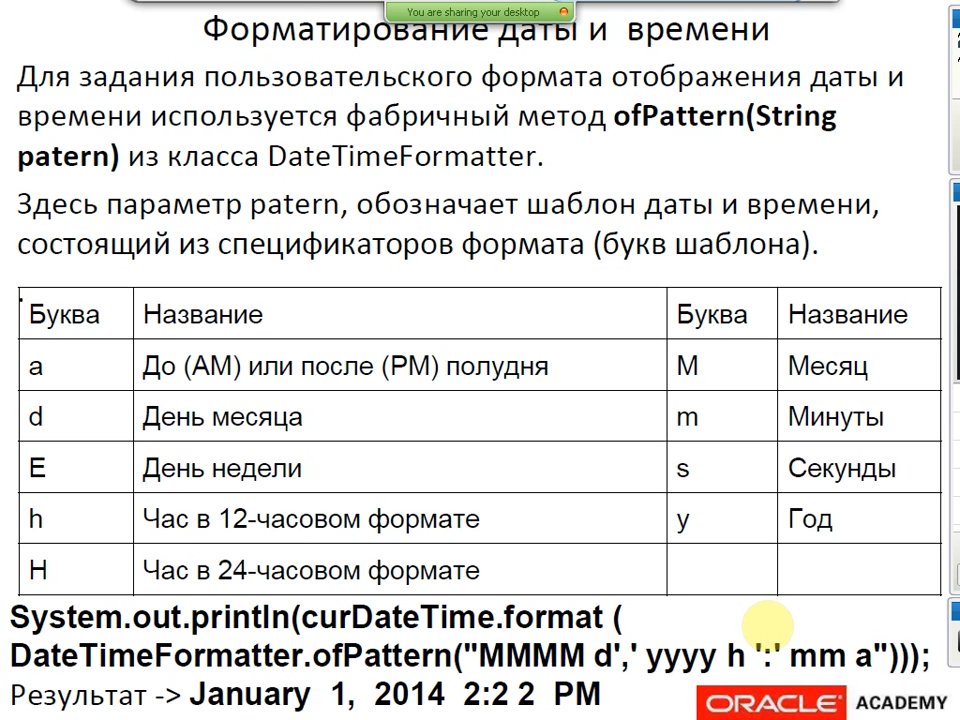 You are sharing your desktop
Форматирование даты и времени
Для задания пользовательского формата отображения даты и
времени используется фабричный метод ofPattern(String
patern) из класса DateTimeFormatter.
Здесь параметр patern, обозначает шаблон даты и времени,
состоящий из спецификаторов формата (букв шаблона).
Буква Название Буква Название
a До (AM) или после (PM) полудня M Месяц
d День месяца m Минуты
E День недели s Секунды
h Час в 12-часовом формате y Год
H Час в 24-часовом формате
System.out.println(curDateTime.format (
DateTimeFormatter.ofPattern("MMMM d',' yyyy h ':' mm a")));
Результат -> January 1, 2014 2:2 2 PM
ORACLE ACADEMY